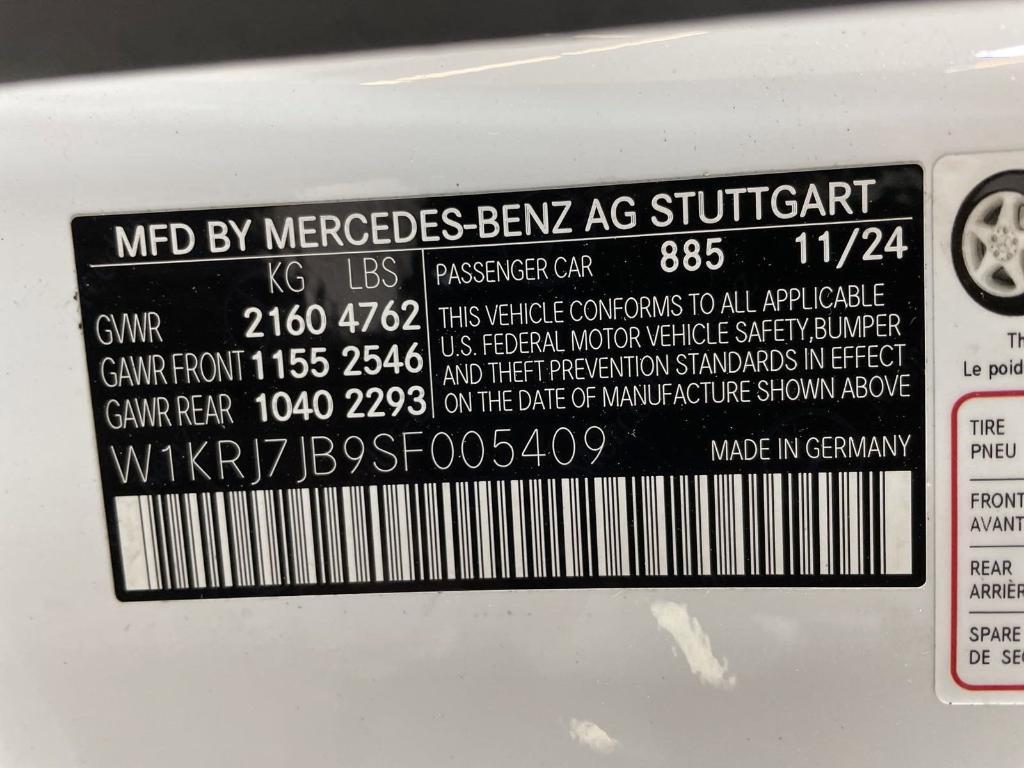 MFD BY MERCEDES-BENZ AG STUTTGART
KG LBS
GVWR 2160 4762
GAWR FRONT 1155 2546
GAWR REAR 1040 2293
PASSENGER CAR 885 11/24
THIS VEHICLE CONFORMS TO ALL APPLICABLE
U.S. FEDERAL MOTOR VEHICLE SAFETY,BUMPER
AND THEFT PREVENTION STANDARDS IN EFFECT
ON THE DATE OF MANUFACTURE SHOWN ABOVE
W1KRJ7JB9SF005409 MADE IN GERMANY
Th
Le poid
TIRE
PNEU
FRONT
AVANT
REAR
ARRIÈR
SPARE
DE SE